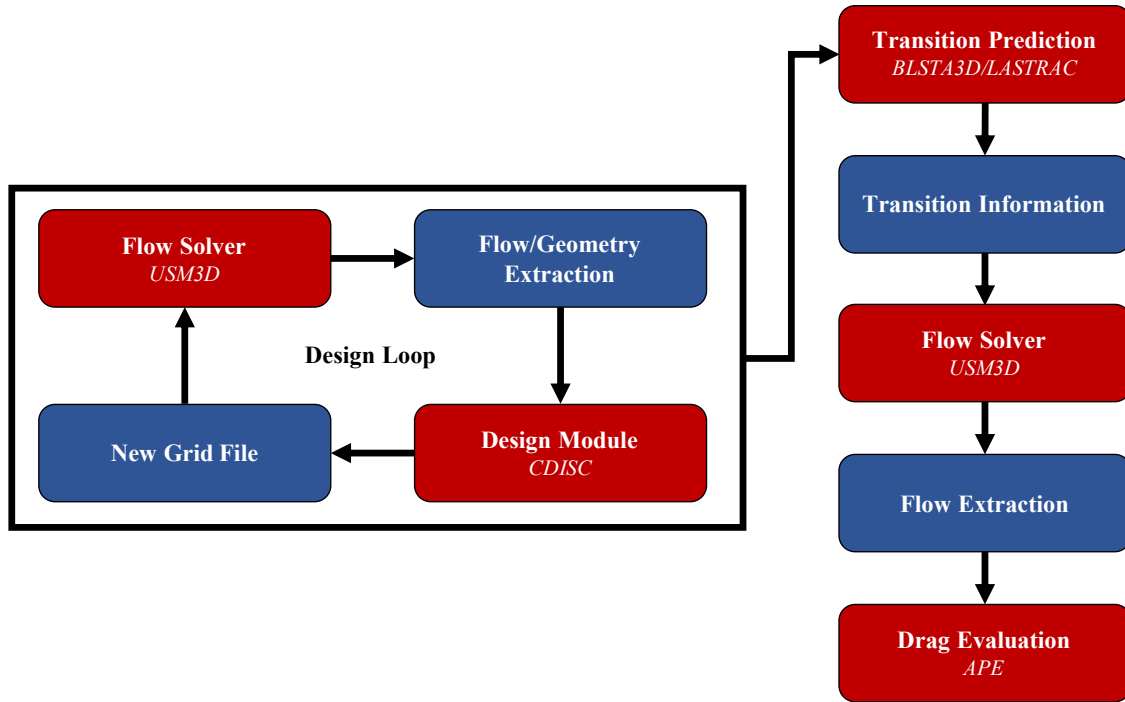 Flow Solver
USM3D
Flow/Geometry
Extraction
Design Loop
New Grid File
Design Module
CDISC
Transition Prediction
BLSTA3D/LASTRAC
Transition Information
Flow Solver
USM3D
Flow Extraction
Drag Evaluation
APE